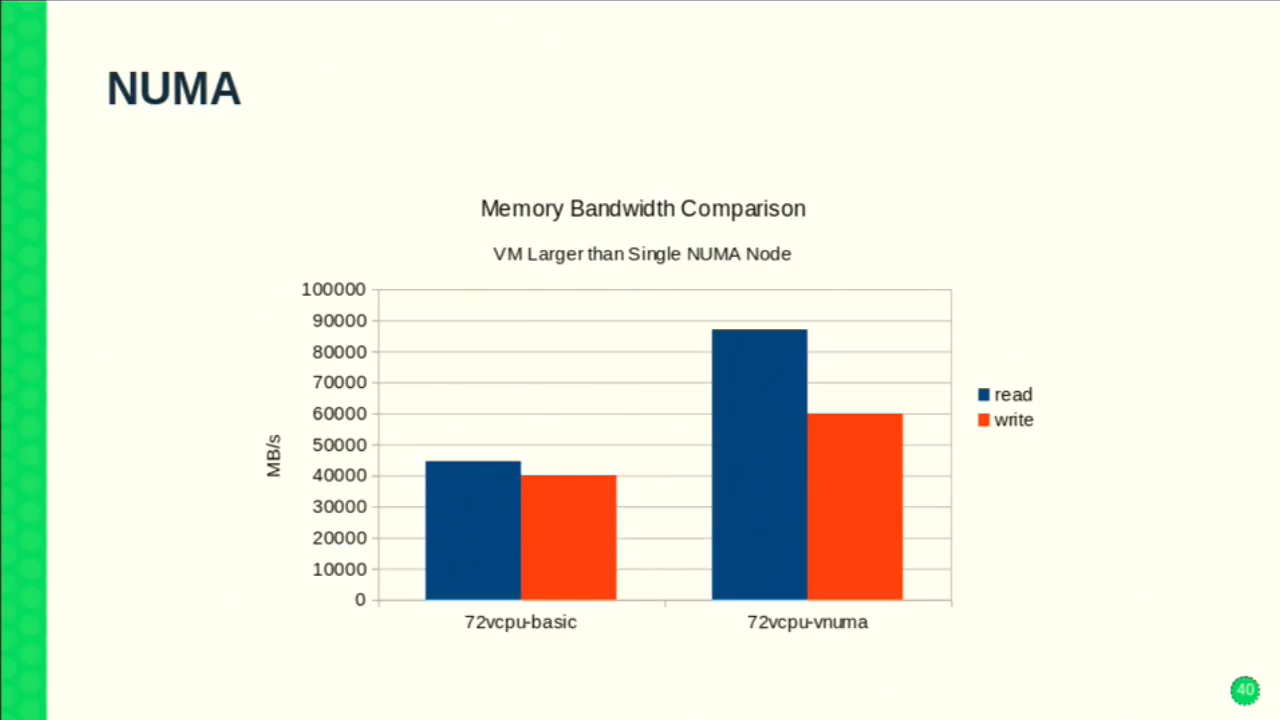 NUMA
Memory Bandwidth Comparison
VM Larger than Single NUMA Node
100000
90000
80000
70000
60000
50000
40000
30000
20000
10000
0
MB/s
72vcpu-basic
72vcpu-vnuma
read
write
40